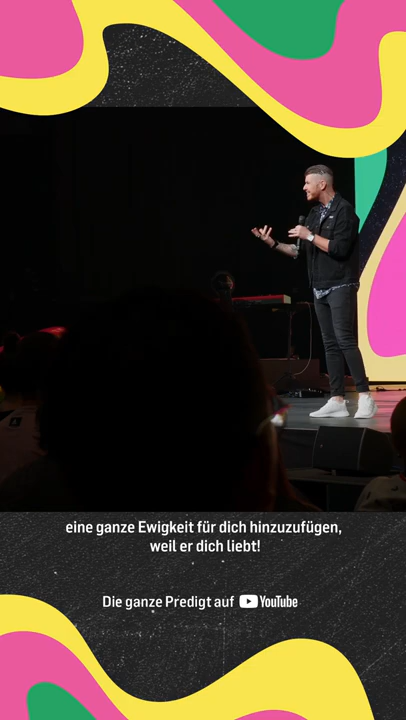 eine ganze Ewigkeit für dich hinzuzufügen,
weil er dich liebt!
Die ganze Predigt auf YouTube